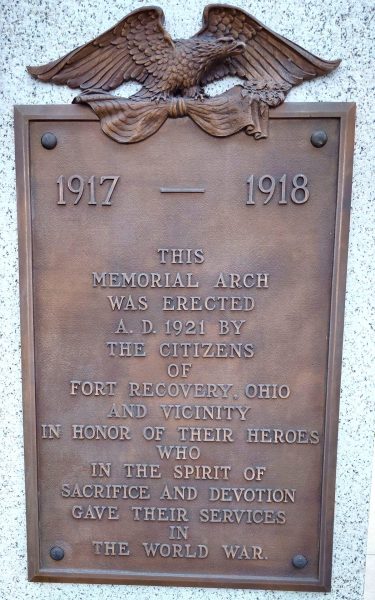 1917 — 1918
THIS
MEMORIAL ARCH
WAS ERECTED
A. D. 1921 BY
THE CITIZENS
OF
FORT RECOVERY, OHIO
AND VICINITY
IN HONOR OF THEIR HEROES
WHO
IN THE SPIRIT OF
SACRIFICE AND DEVOTION
GAVE THEIR SERVICES
IN
THE WORLD WAR.